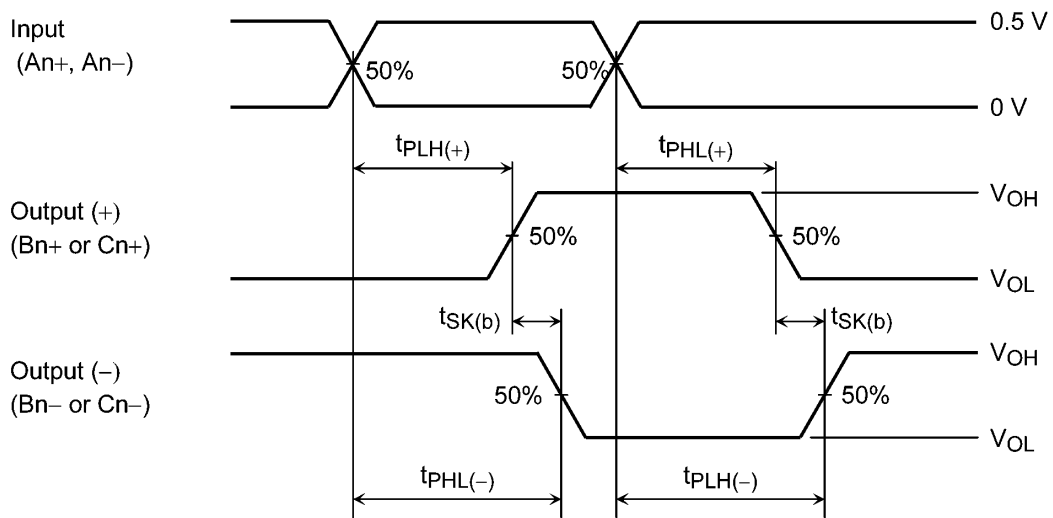 Input
(An+, An−)
0.5 V
50%
50%
0 V
tPLH(+)
tPHL(+)
Output (+)
(Bn+ or Cn+)
VOH
50%
50%
VOL
tSK(b)
tSK(b)
Output (−)
(Bn− or Cn−)
VOH
50%
50%
VOL
tPHL(−)
tPLH(−)